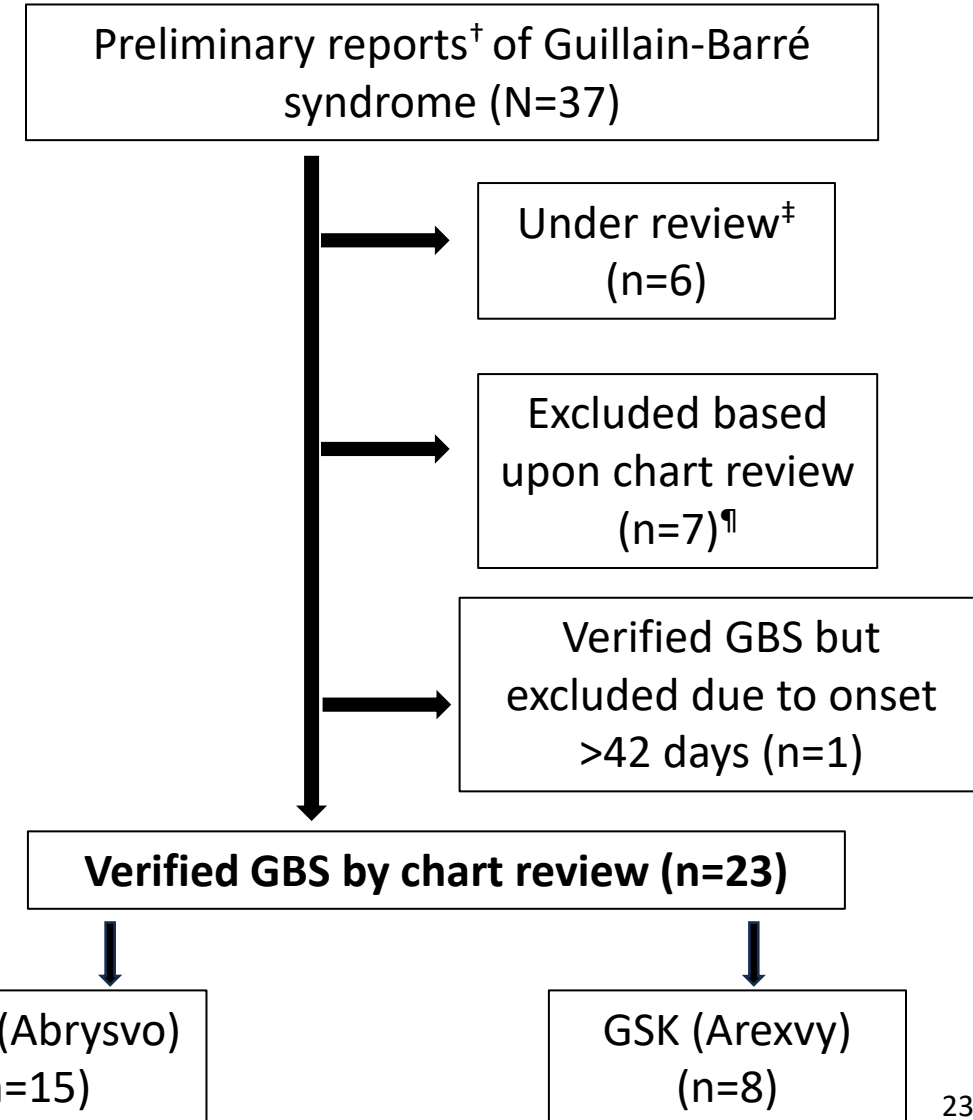 Preliminary reports† of Guillain-Barré
syndrome (N=37)
Under review‡
(n=6)
Excluded based
upon chart review
(n=7)¶
Verified GBS but
excluded due to onset
>42 days (n=1)
Verified GBS by chart review (n=23)
(Abrysvo)
=15)
GSK (Arexvy)
(n=8)
23